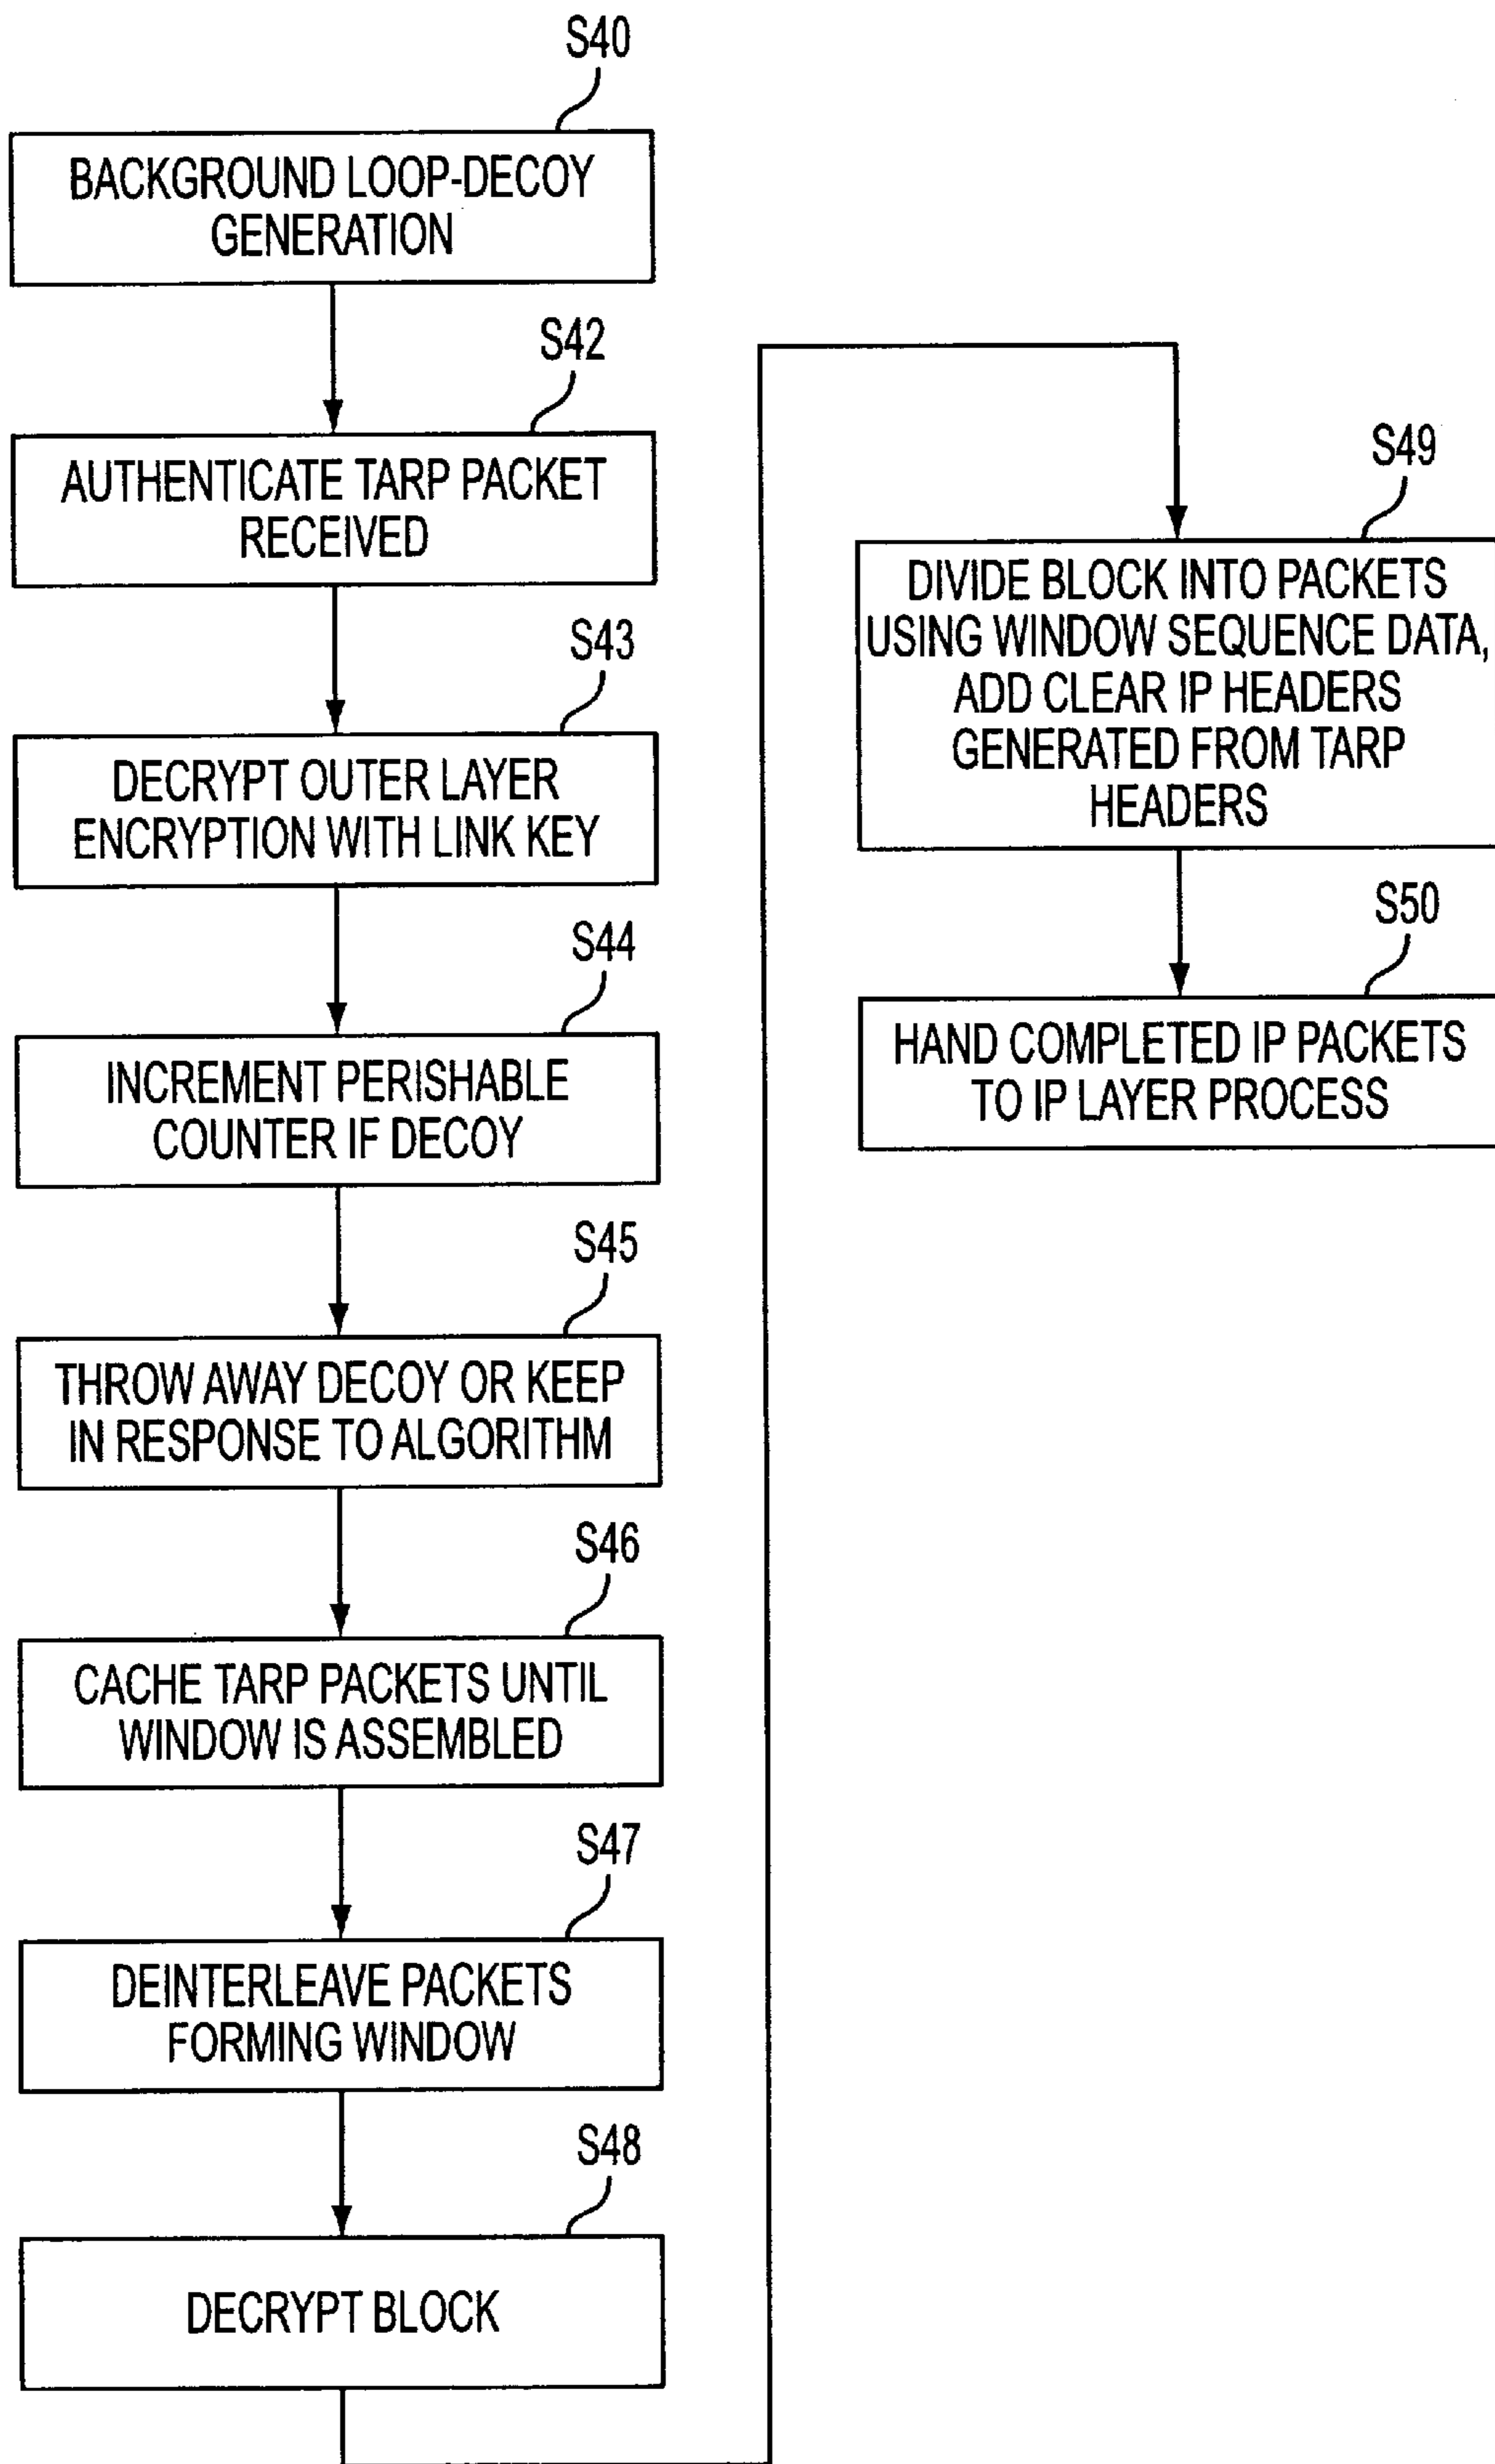 S40
BACKGROUND LOOP-DECOY
GENERATION
S42
AUTHENTICATE TARP PACKET
RECEIVED
S43
DECRYPT OUTER LAYER
ENCRYPTION WITH LINK KEY
S44
INCREMENT PERISHABLE
COUNTER IF DECOY
S45
THROW AWAY DECOY OR KEEP
IN RESPONSE TO ALGORITHM
S46
CACHE TARP PACKETS UNTIL
WINDOW IS ASSEMBLED
S47
DEINTERLEAVE PACKETS
FORMING WINDOW
S48
DECRYPT BLOCK
S49
DIVIDE BLOCK INTO PACKETS
USING WINDOW SEQUENCE DATA,
ADD CLEAR IP HEADERS
GENERATED FROM TARP
HEADERS
S50
HAND COMPLETED IP PACKETS
TO IP LAYER PROCESS